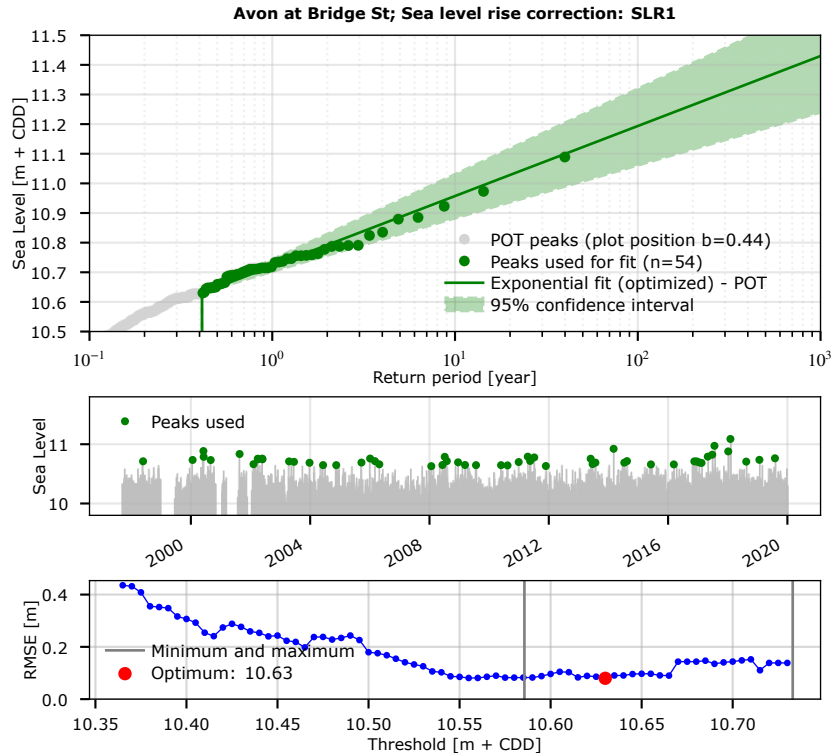 Avon at Bridge St; Sea level rise correction: SLR1
11.5
11.4
11.3
11.2
11.1
11.0
10.9
10.8
10.7
10.6
10.5
Sea Level [m + CDD]
POT peaks (plot position b=0.44)
Peaks used for fit (n=54)
Exponential fit (optimized) - POT
95% confidence interval
10⁻¹ 10⁰ 10¹ 10² 10³
Return period [year]
Peaks used
11
10
Sea Level
2000 2004 2008 2012 2016 2020
0.4
0.2
0.0
RMSE [m]
Minimum and maximum
Optimum: 10.63
10.35 10.40 10.45 10.50 10.55 10.60 10.65 10.70
Threshold [m + CDD]